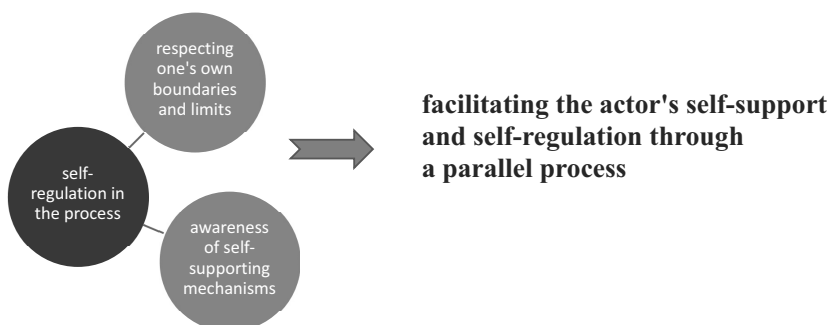 respecting
one's own
boundaries
and limits
self-
regulation in
the process
awareness
of self-
supporting
mechanisms
facilitating the actor's self-support
and self-regulation through
a parallel process